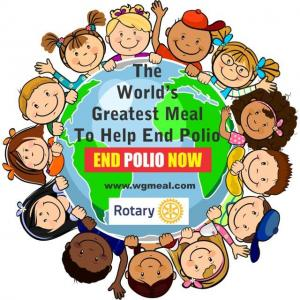 The
World's
Greatest Meal
To Help End Polio
END POLIO NOW
www.wgmeal.com
Rotary